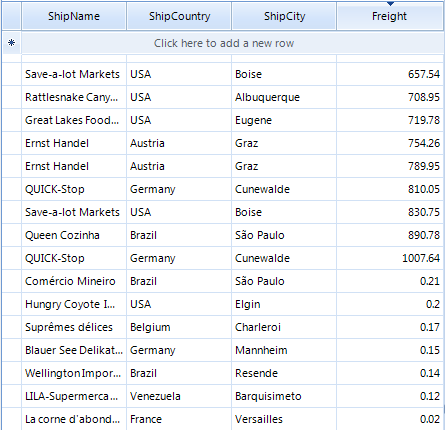 ShipName ShipCountry ShipCity Freight
* Click here to add a new row
Save-a-lot Markets USA Boise 657.54
Rattlesnake Cany... USA Albuquerque 708.95
Great Lakes Food... USA Eugene 719.78
Ernst Handel Austria Graz 754.26
Ernst Handel Austria Graz 789.95
QUICK-Stop Germany Cunewalde 810.05
Save-a-lot Markets USA Boise 830.75
Queen Cozinha Brazil São Paulo 890.78
QUICK-Stop Germany Cunewalde 1007.64
Comércio Mineiro Brazil São Paulo 0.21
Hungry Coyote I... USA Elgin 0.2
Suprêmes délices Belgium Charleroi 0.17
Blauer See Delikat... Germany Mannheim 0.15
Wellington Impor... Brazil Resende 0.14
LILA-Supermerca... Venezuela Barquisimeto 0.12
La corne d'abond... France Versailles 0.02